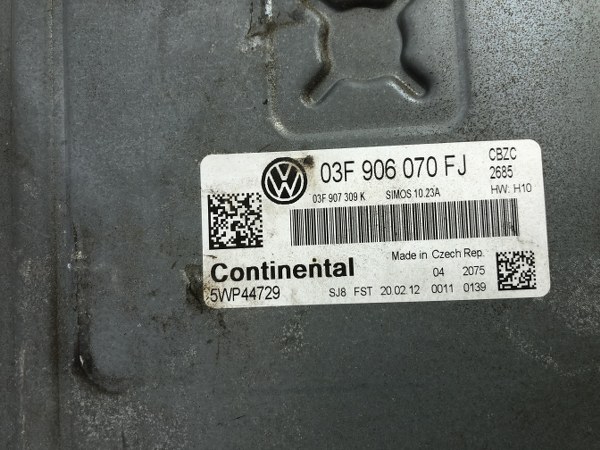 03F 906 070 FJ CBZC
2685
03F 907 309 K SIMOS 10.23A HW: H10
Continental Made in Czech Rep.
04 2075
5WP44729 SJ8 FST 20.02.12 0011 0139